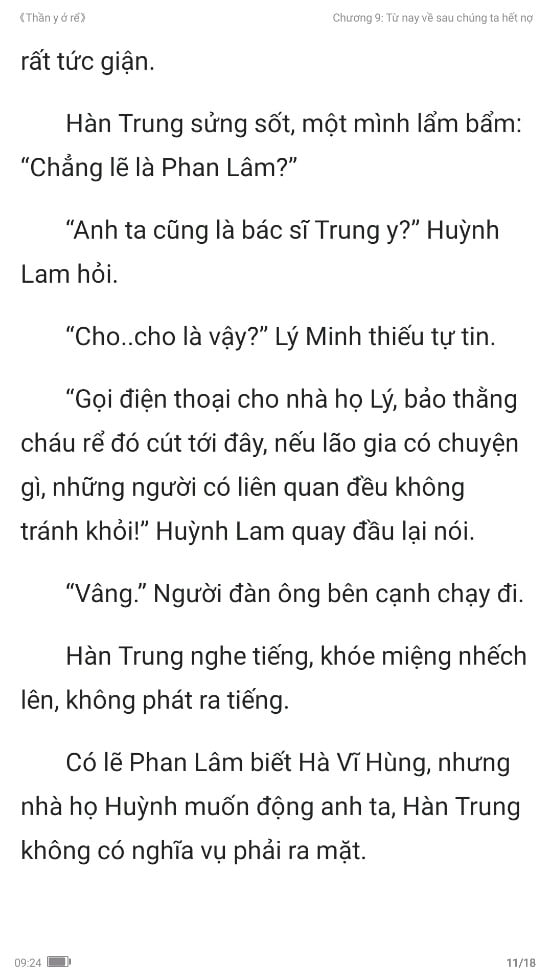 《Thần y ở rể》 Chương 9: Từ nay về sau chúng ta hết nợ
rất tức giận.
Hàn Trung sửng sốt, một mình lẩm bẩm:
“Chẳng lẽ là Phan Lâm?”
“Anh ta cũng là bác sĩ Trung y?” Huỳnh
Lam hỏi.
“Cho..cho là vậy?” Lý Minh thiếu tự tin.
“Gọi điện thoại cho nhà họ Lý, bảo thằng
cháu rể đó cút tới đây, nếu lão gia có chuyện
gì, những người có liên quan đều không
tránh khỏi!” Huỳnh Lam quay đầu lại nói.
“Vâng.” Người đàn ông bên cạnh chạy đi.
Hàn Trung nghe tiếng, khóe miệng nhếch
lên, không phát ra tiếng.
Có lẽ Phan Lâm biết Hà Vĩ Hùng, nhưng
nhà họ Huỳnh muốn động anh ta, Hàn Trung
không có nghĩa vụ phải ra mặt.
09:24 11/18